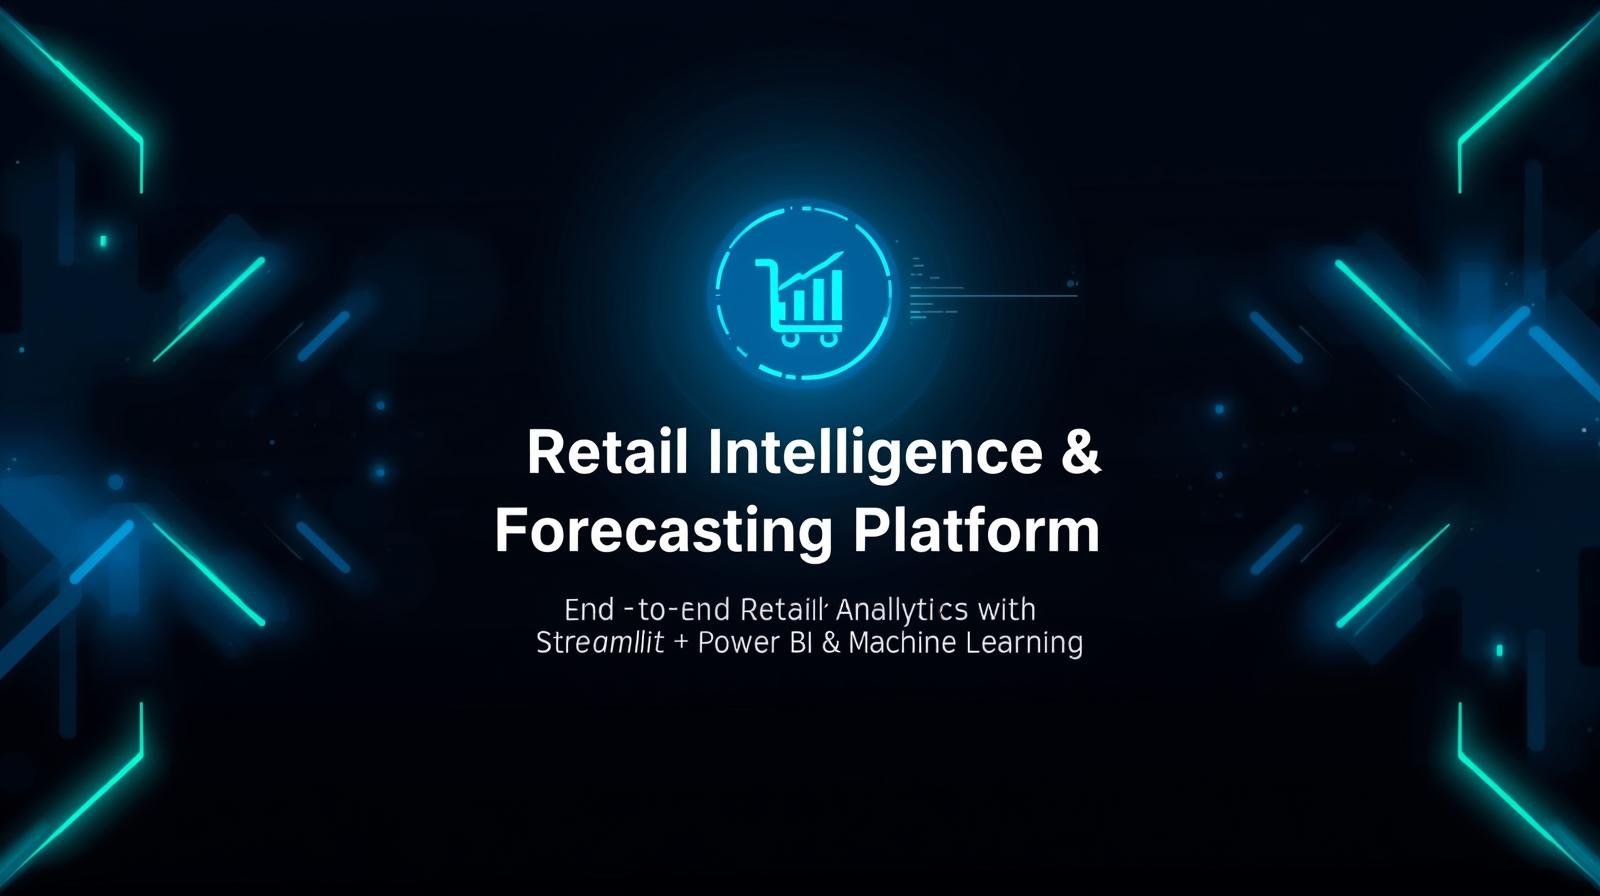 Retail Intelligence &
Forecasting Platform
End -to-end Retaill' Anallytics with
Streamllit + Power BI & Machine Learning